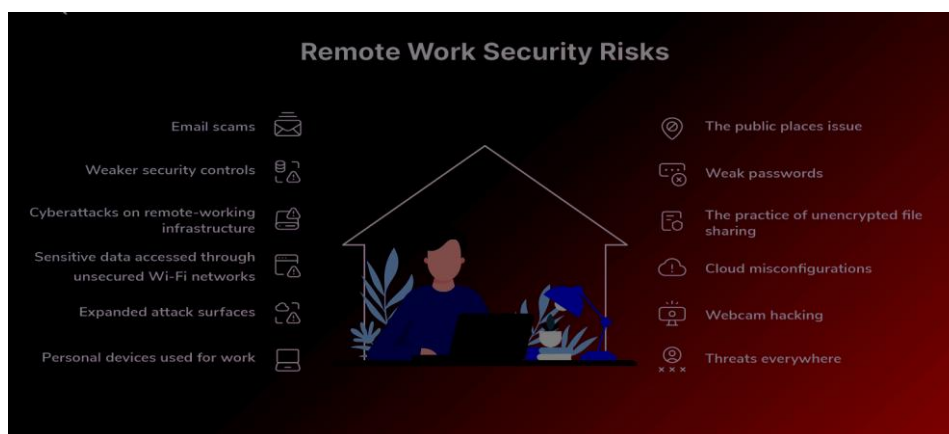 Remote Work Security Risks
Email scams
Weaker security controls
Cyberattacks on remote-working
infrastructure
Sensitive data accessed through
unsecured Wi-Fi networks
Expanded attack surfaces
Personal devices used for work
The public places issue
Weak passwords
The practice of unencrypted file
sharing
Cloud misconfigurations
Webcam hacking
Threats everywhere